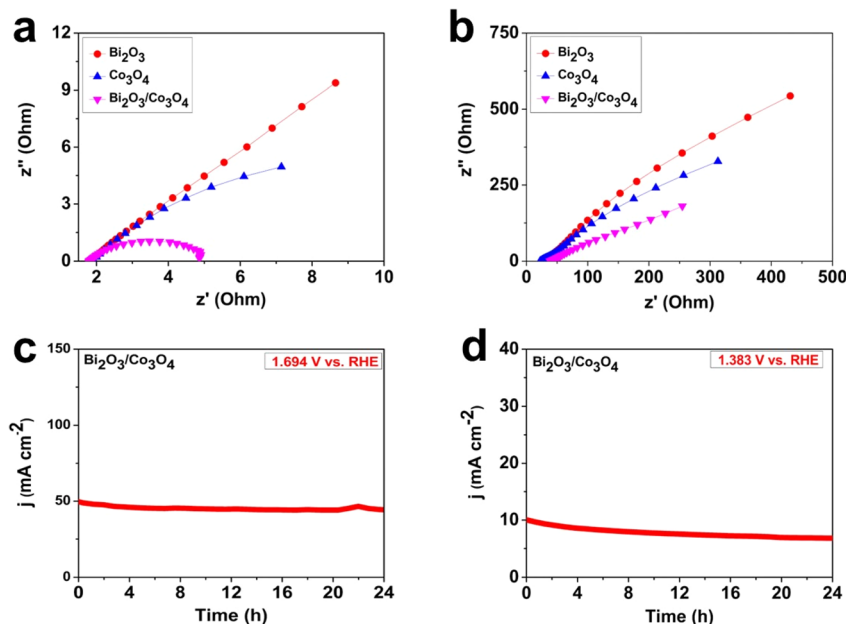 a
12
9
6
3
0
z'' (Ohm)
Bi₂O₃
Co₃O₄
Bi₂O₃/Co₃O₄
2
4
6
8
10
z' (Ohm)
b
750
500
250
0
z'' (Ohm)
Bi₂O₃
Co₃O₄
Bi₂O₃/Co₃O₄
0
100
200
300
400
500
z' (Ohm)
c
150
100
50
0
j (mA cm⁻²)
Bi₂O₃/Co₃O₄
1.694 V vs. RHE
0
4
8
12
16
20
24
Time (h)
d
40
30
20
10
0
j (mA cm⁻²)
Bi₂O₃/Co₃O₄
1.383 V vs. RHE
0
4
8
12
16
20
24
Time (h)